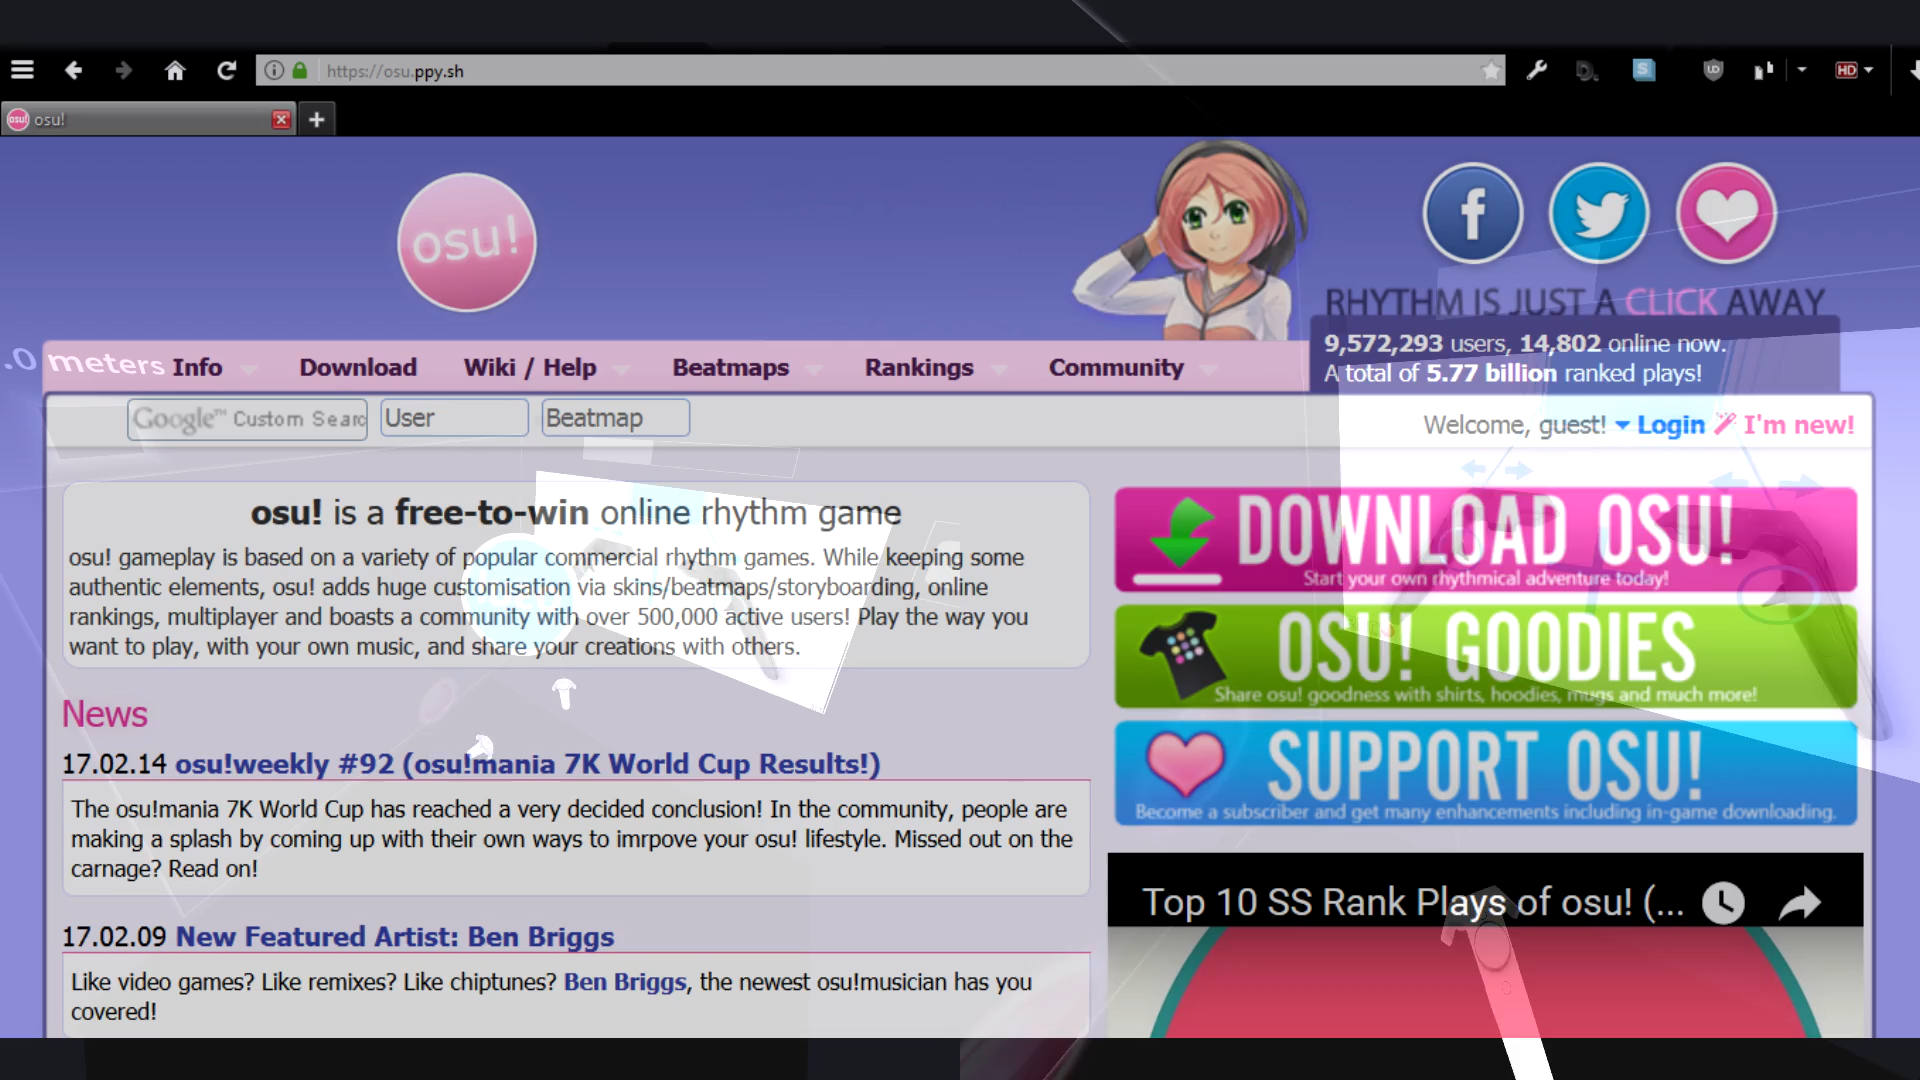 https://osu.ppy.sh
osu!
osu!
RHYTHM IS JUST A CLICK AWAY
9,572,293 users, 14,802 online now.
A total of 5.77 billion ranked plays!
.0 meters
Info Download Wiki / Help Beatmaps Rankings Community
Google™ Custom Searc User Beatmap
Welcome, guest! Login I'm new!
osu! is a free-to-win online rhythm game
osu! gameplay is based on a variety of popular commercial rhythm games. While keeping some
authentic elements, osu! adds huge customisation via skins/beatmaps/storyboarding, online
rankings, multiplayer and boasts a community with over 500,000 active users! Play the way you
want to play, with your own music, and share your creations with others.
DOWNLOAD OSU!
Start your own rhythmical adventure today!
OSU! GOODIES
Share osu! goodness with shirts, hoodies, mugs and much more!
SUPPORT OSU!
Become a subscriber and get many enhancements including in-game downloading.
News
17.02.14 osu!weekly #92 (osu!mania 7K World Cup Results!)
The osu!mania 7K World Cup has reached a very decided conclusion! In the community, people are
making a splash by coming up with their own ways to imrpove your osu! lifestyle. Missed out on the
carnage? Read on!
17.02.09 New Featured Artist: Ben Briggs
Like video games? Like remixes? Like chiptunes? Ben Briggs, the newest osu!musician has you
covered!
Top 10 SS Rank Plays of osu! (...